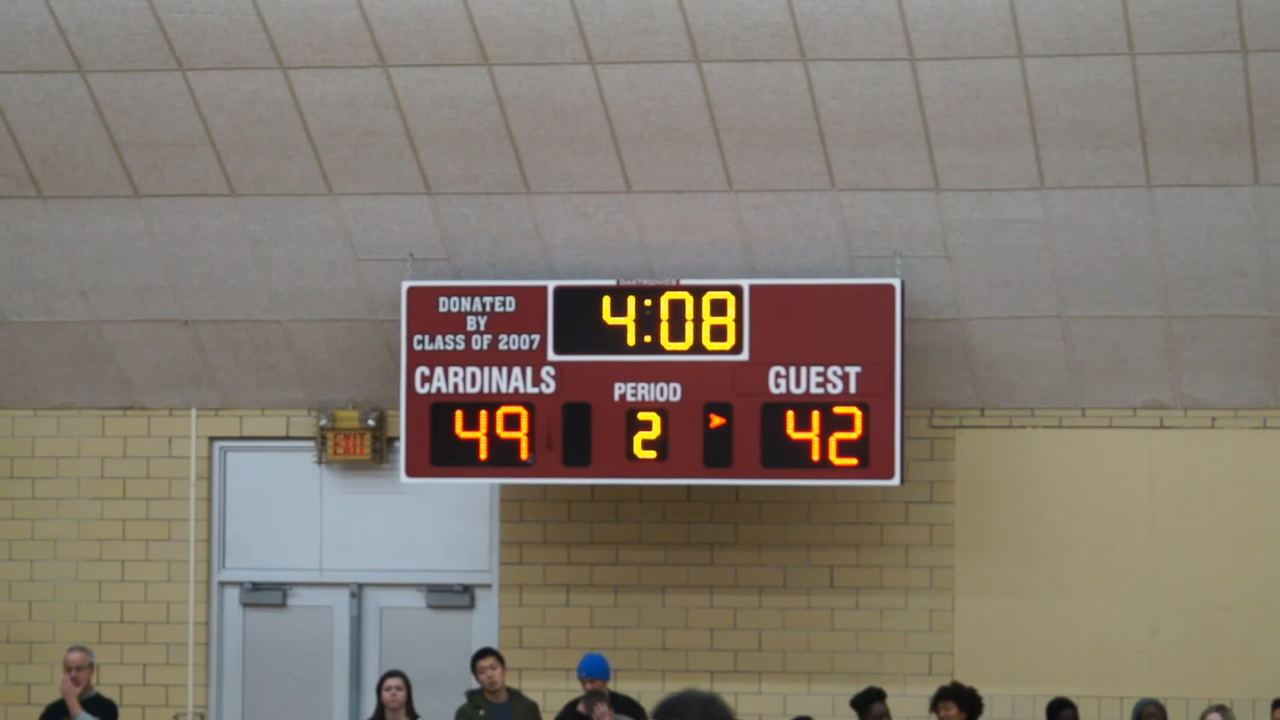 4:08
DONATED
BY
CLASS OF 2007
CARDINALS
PERIOD
GUEST
49
2
42
EXIT